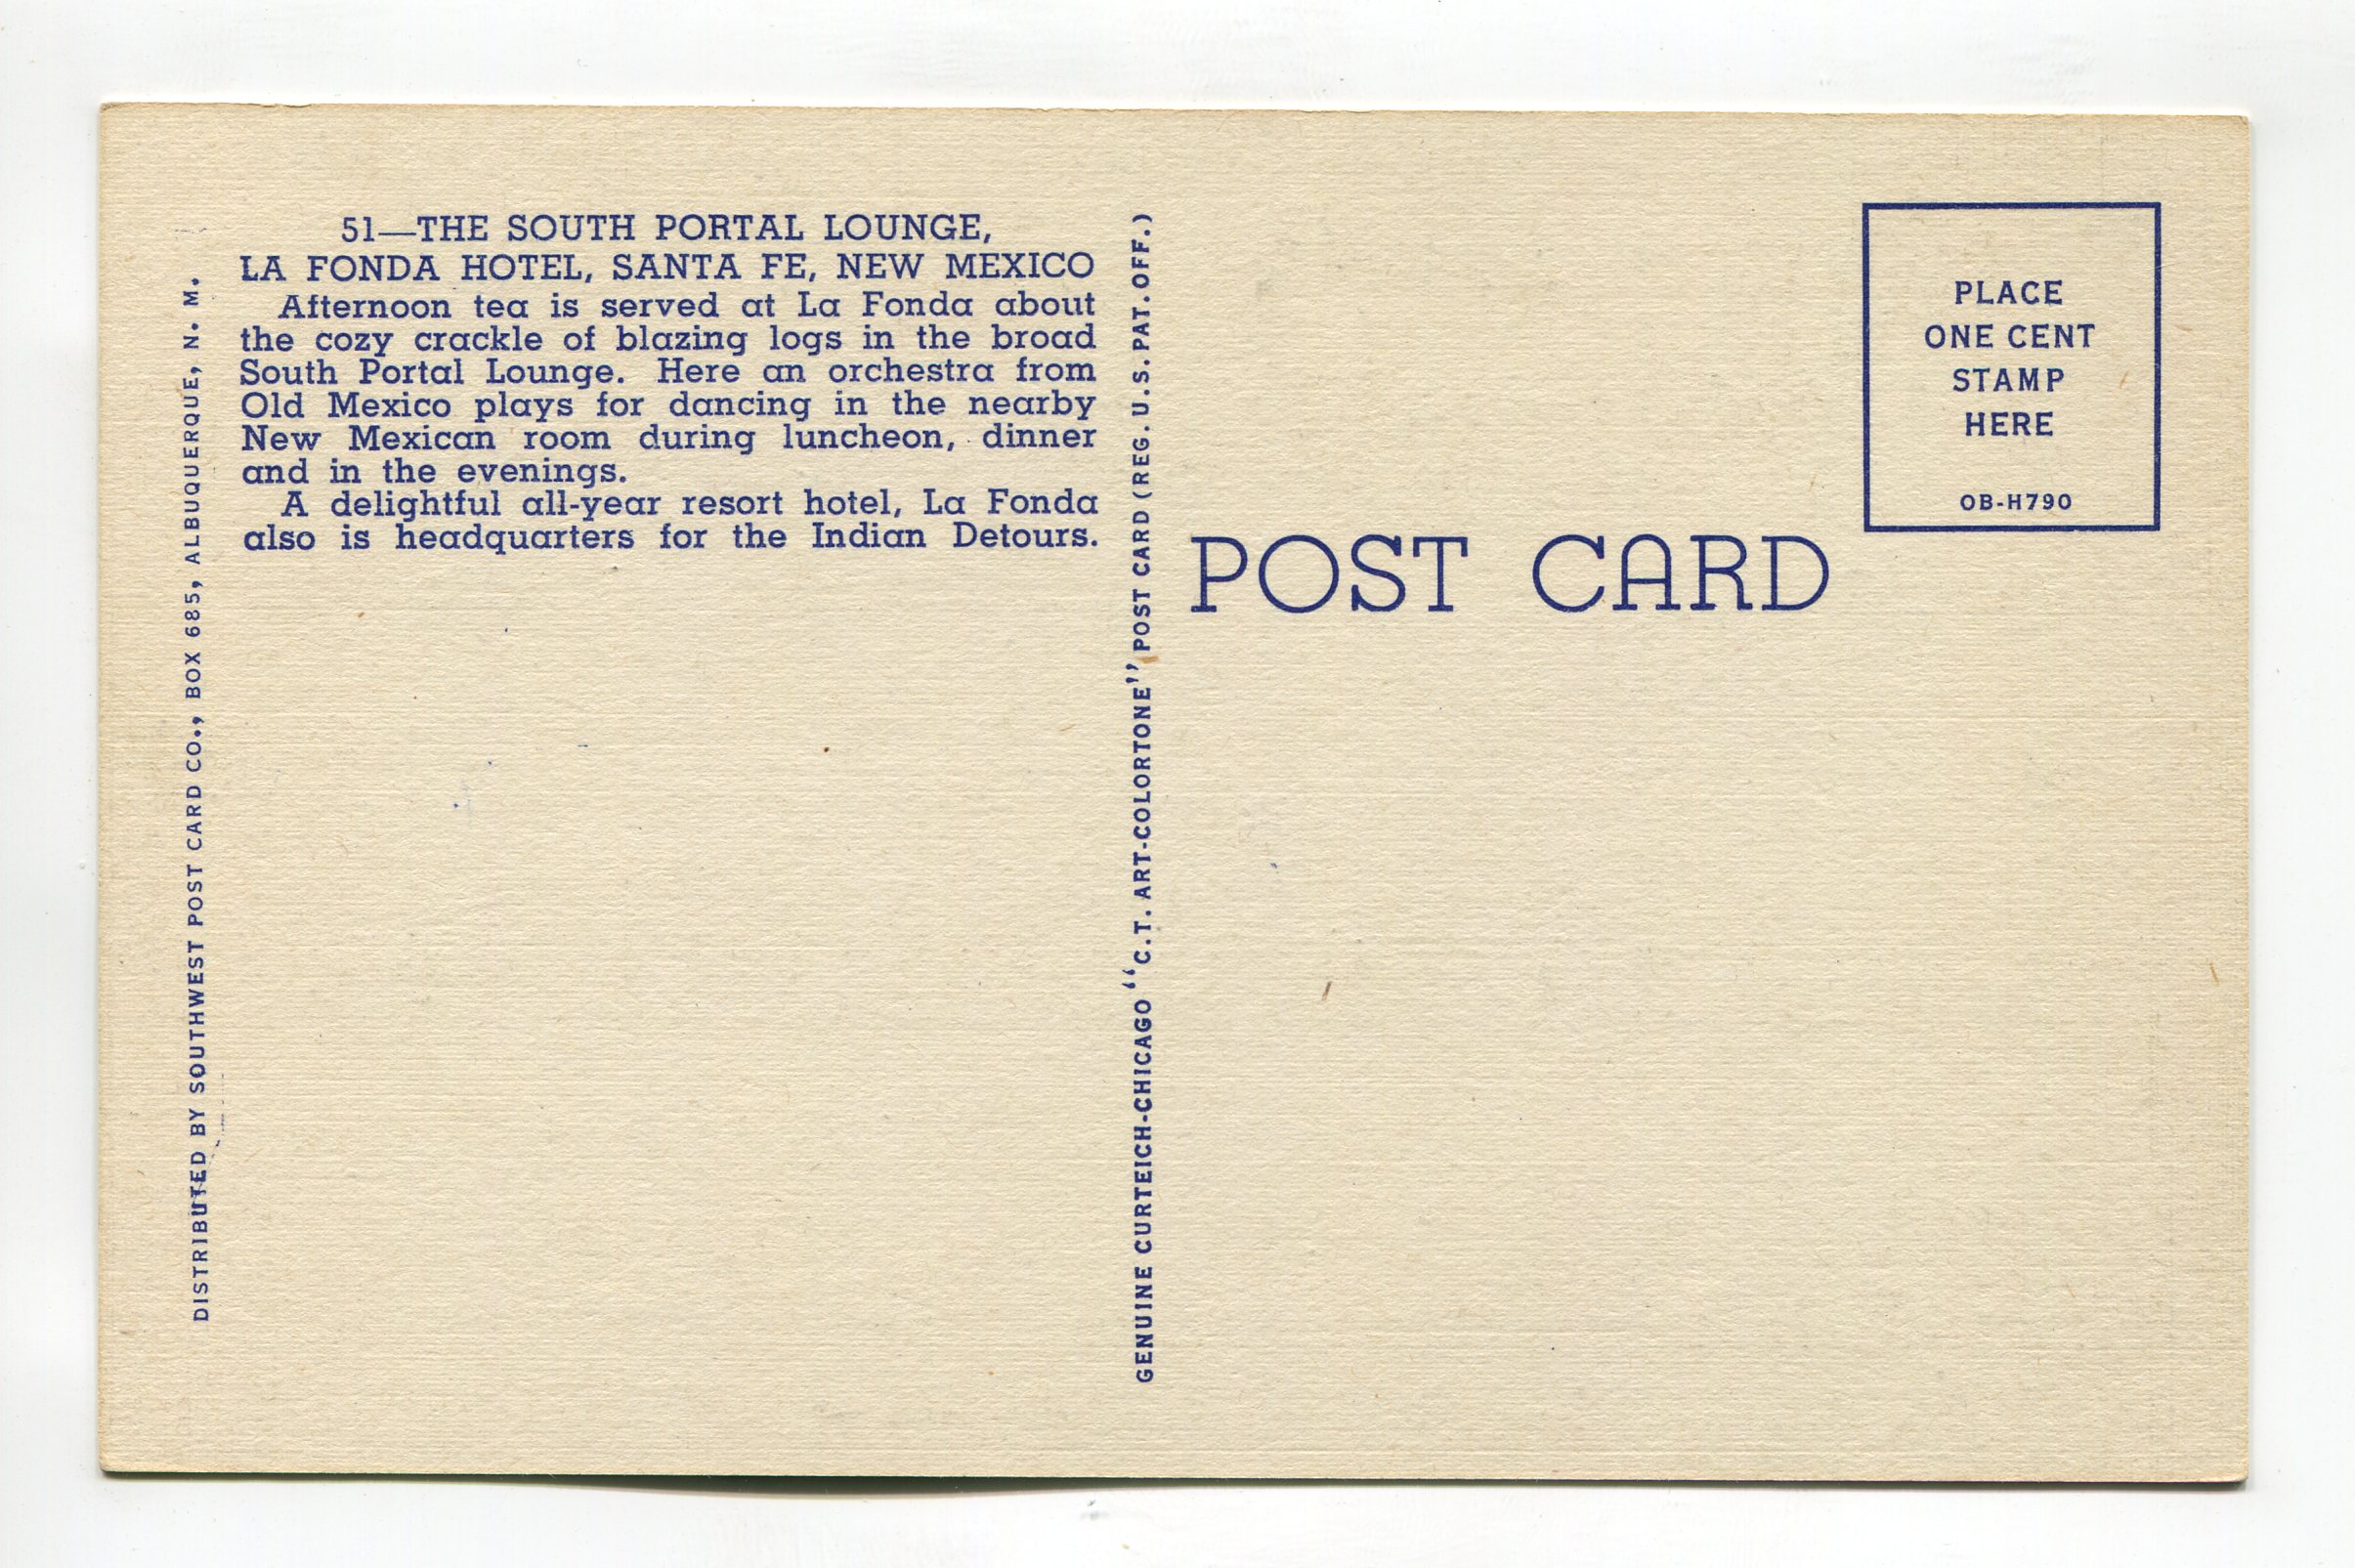 51—THE SOUTH PORTAL LOUNGE,
LA FONDA HOTEL, SANTA FE, NEW MEXICO
Afternoon tea is served at La Fonda about
the cozy crackle of blazing logs in the broad
South Portal Lounge. Here an orchestra from
Old Mexico plays for dancing in the nearby
New Mexican room during luncheon, dinner
and in the evenings.
A delightful all-year resort hotel, La Fonda
also is headquarters for the Indian Detours.
DISTRIBUTED BY SOUTHWEST POST CARD CO., BOX 685, ALBUQUERQUE, N. M.
GENUINE CURTEICH-CHICAGO "C.T. ART-COLORTONE" POST CARD (REG. U.S. PAT. OFF.)
POST CARD
PLACE
ONE CENT
STAMP
HERE
OB-H790